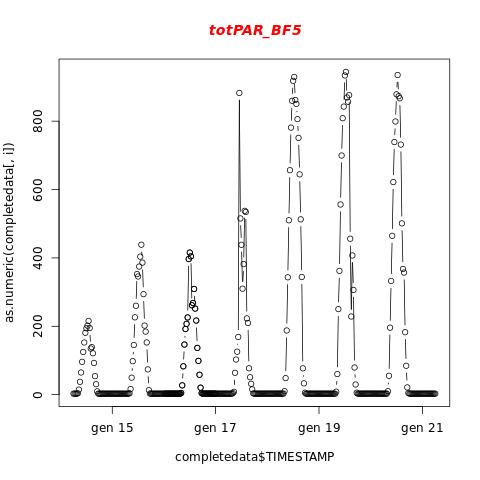 totPAR_BF5
as.numeric(completedata[, i])
800
600
400
200
0
gen 15
gen 17
gen 19
gen 21
completedata$TIMESTAMP